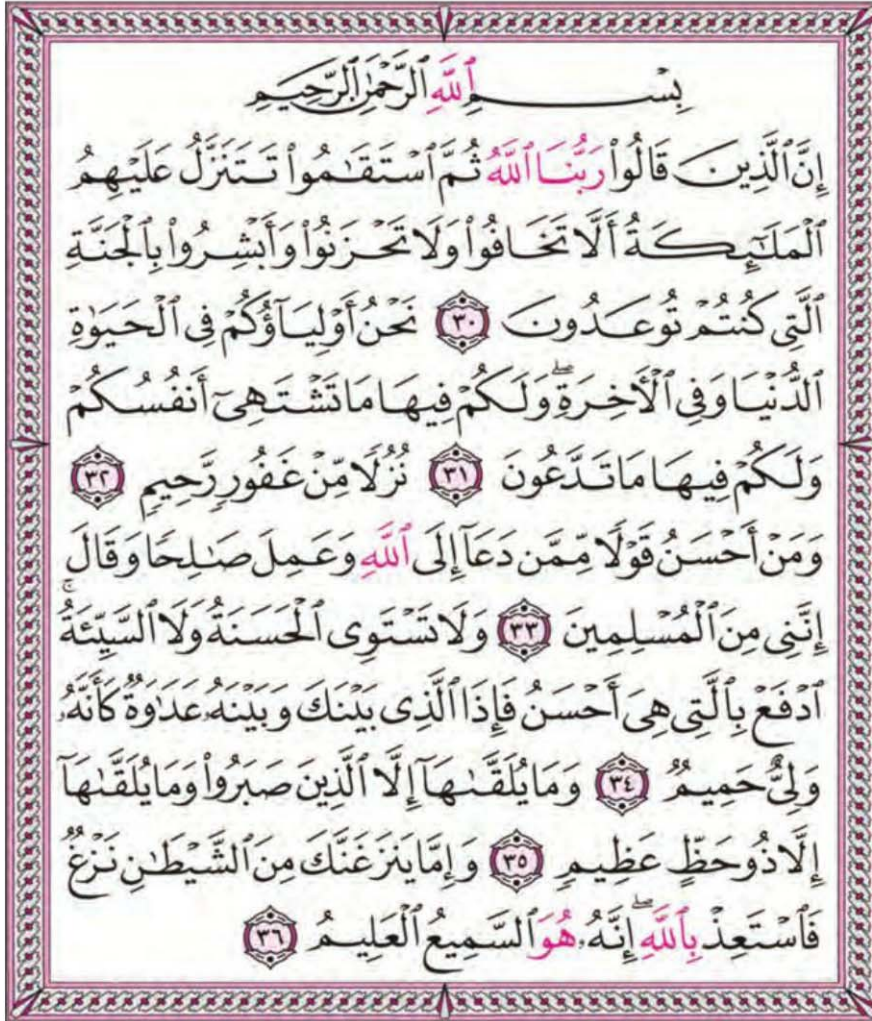 بِسْمِ ٱللَّهِ ٱلرَّحْمَٰنِ ٱلرَّحِيمِ
إِنَّ ٱلَّذِينَ قَالُوا۟ رَبُّنَا ٱللَّهُ ثُمَّ ٱسْتَقَٰمُوا۟ تَتَنَزَّلُ عَلَيْهِمُ
ٱلْمَلَٰٓئِكَةُ أَلَّا تَخَافُوا۟ وَلَا تَحْزَنُوا۟ وَأَبْشِرُوا۟ بِٱلْجَنَّةِ
ٱلَّتِى كُنتُمْ تُوعَدُونَ ٣٠ نَحْنُ أَوْلِيَآؤُكُمْ فِى ٱلْحَيَوٰةِ
ٱلدُّنْيَا وَفِى ٱلْأَخِرَةِ ۖ وَلَكُمْ فِيهَا مَا تَشْتَهِىٓ أَنفُسُكُمْ
وَلَكُمْ فِيهَا مَا تَدَّعُونَ ٣١ نُزُلًا مِّنْ غَفُورٍ رَّحِيمٍ ٣٢
وَمَنْ أَحْسَنُ قَوْلًا مِّمَّن دَعَآ إِلَى ٱللَّهِ وَعَمِلَ صَٰلِحًا وَقَالَ
إِنَّنِى مِنَ ٱلْمُسْلِمِينَ ٣٣ وَلَا تَسْتَوِى ٱلْحَسَنَةُ وَلَا ٱلسَّيِّئَةُ ۚ
ٱدْفَعْ بِٱلَّتِى هِىَ أَحْسَنُ فَإِذَا ٱلَّذِى بَيْنَكَ وَبَيْنَهُۥ عَدَٰوَةٌ كَأَنَّهُۥ
وَلِىٌّ حَمِيمٌ ٣٤ وَمَا يُلَقَّىٰهَآ إِلَّا ٱلَّذِينَ صَبَرُوا۟ وَمَا يُلَقَّىٰهَآ
إِلَّا ذُو حَظٍّ عَظِيمٍ ٣٥ وَإِمَّا يَنزَغَنَّكَ مِنَ ٱلشَّيْطَٰنِ نَزْغٌ
فَٱسْتَعِذْ بِٱللَّهِ ۖ إِنَّهُۥ هُوَ ٱلسَّمِيعُ ٱلْعَلِيمُ ٣٦